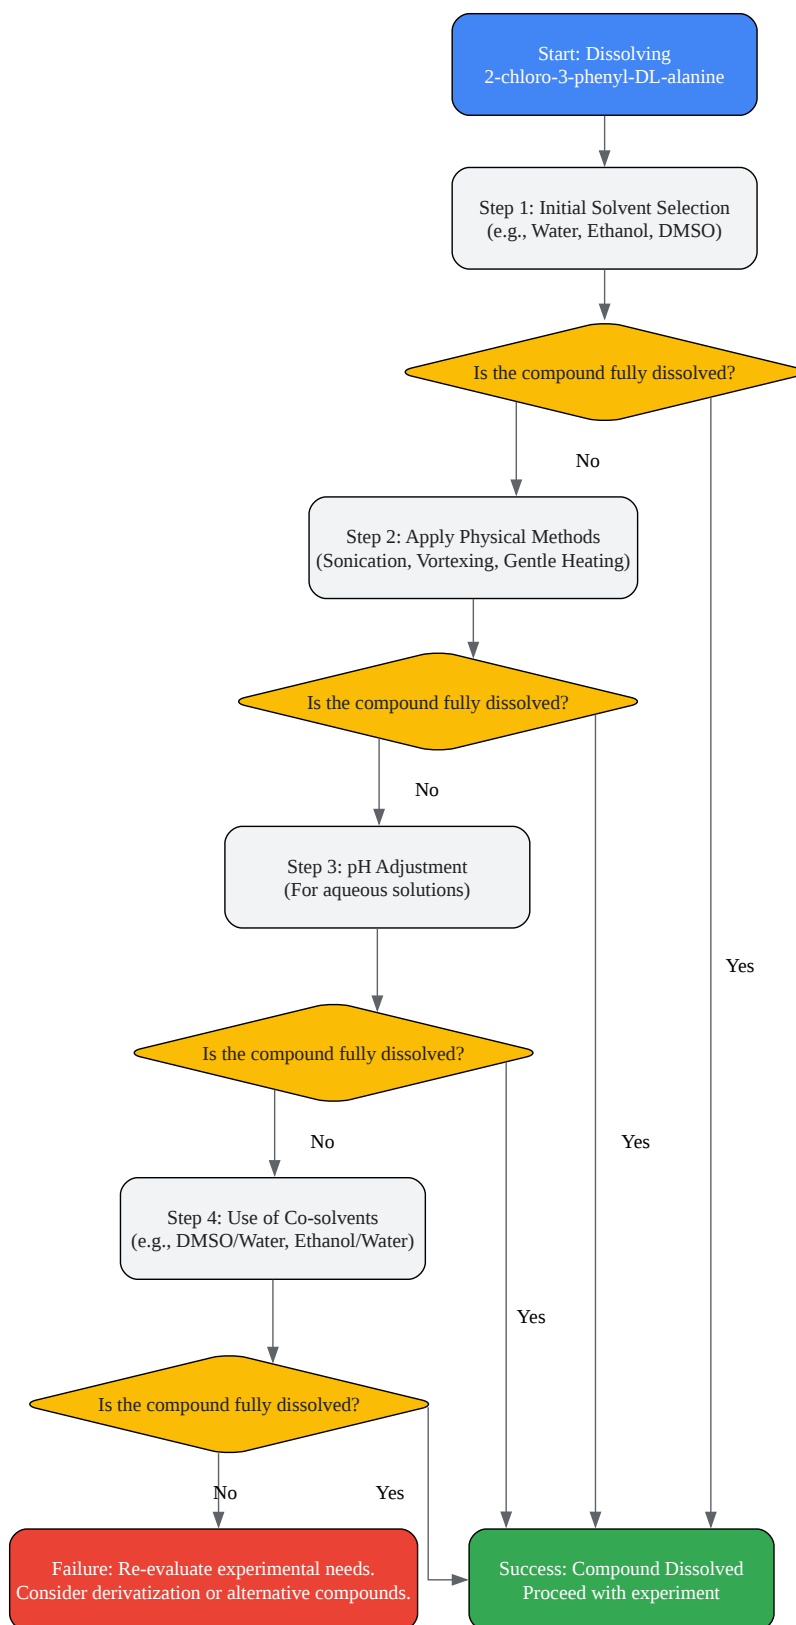 Start: Dissolving
2-chloro-3-phenyl-DL-alanine
Step 1: Initial Solvent Selection
(e.g., Water, Ethanol, DMSO)
Is the compound fully dissolved?
No
Step 2: Apply Physical Methods
(Sonication, Vortexing, Gentle Heating)
Is the compound fully dissolved?
No
Step 3: pH Adjustment
(For aqueous solutions)
Yes
Is the compound fully dissolved?
No
Yes
Step 4: Use of Co-solvents
(e.g., DMSO/Water, Ethanol/Water)
Yes
Is the compound fully dissolved?
No
Yes
Failure: Re-evaluate experimental needs.
Consider derivatization or alternative compounds.
Success: Compound Dissolved
Proceed with experiment